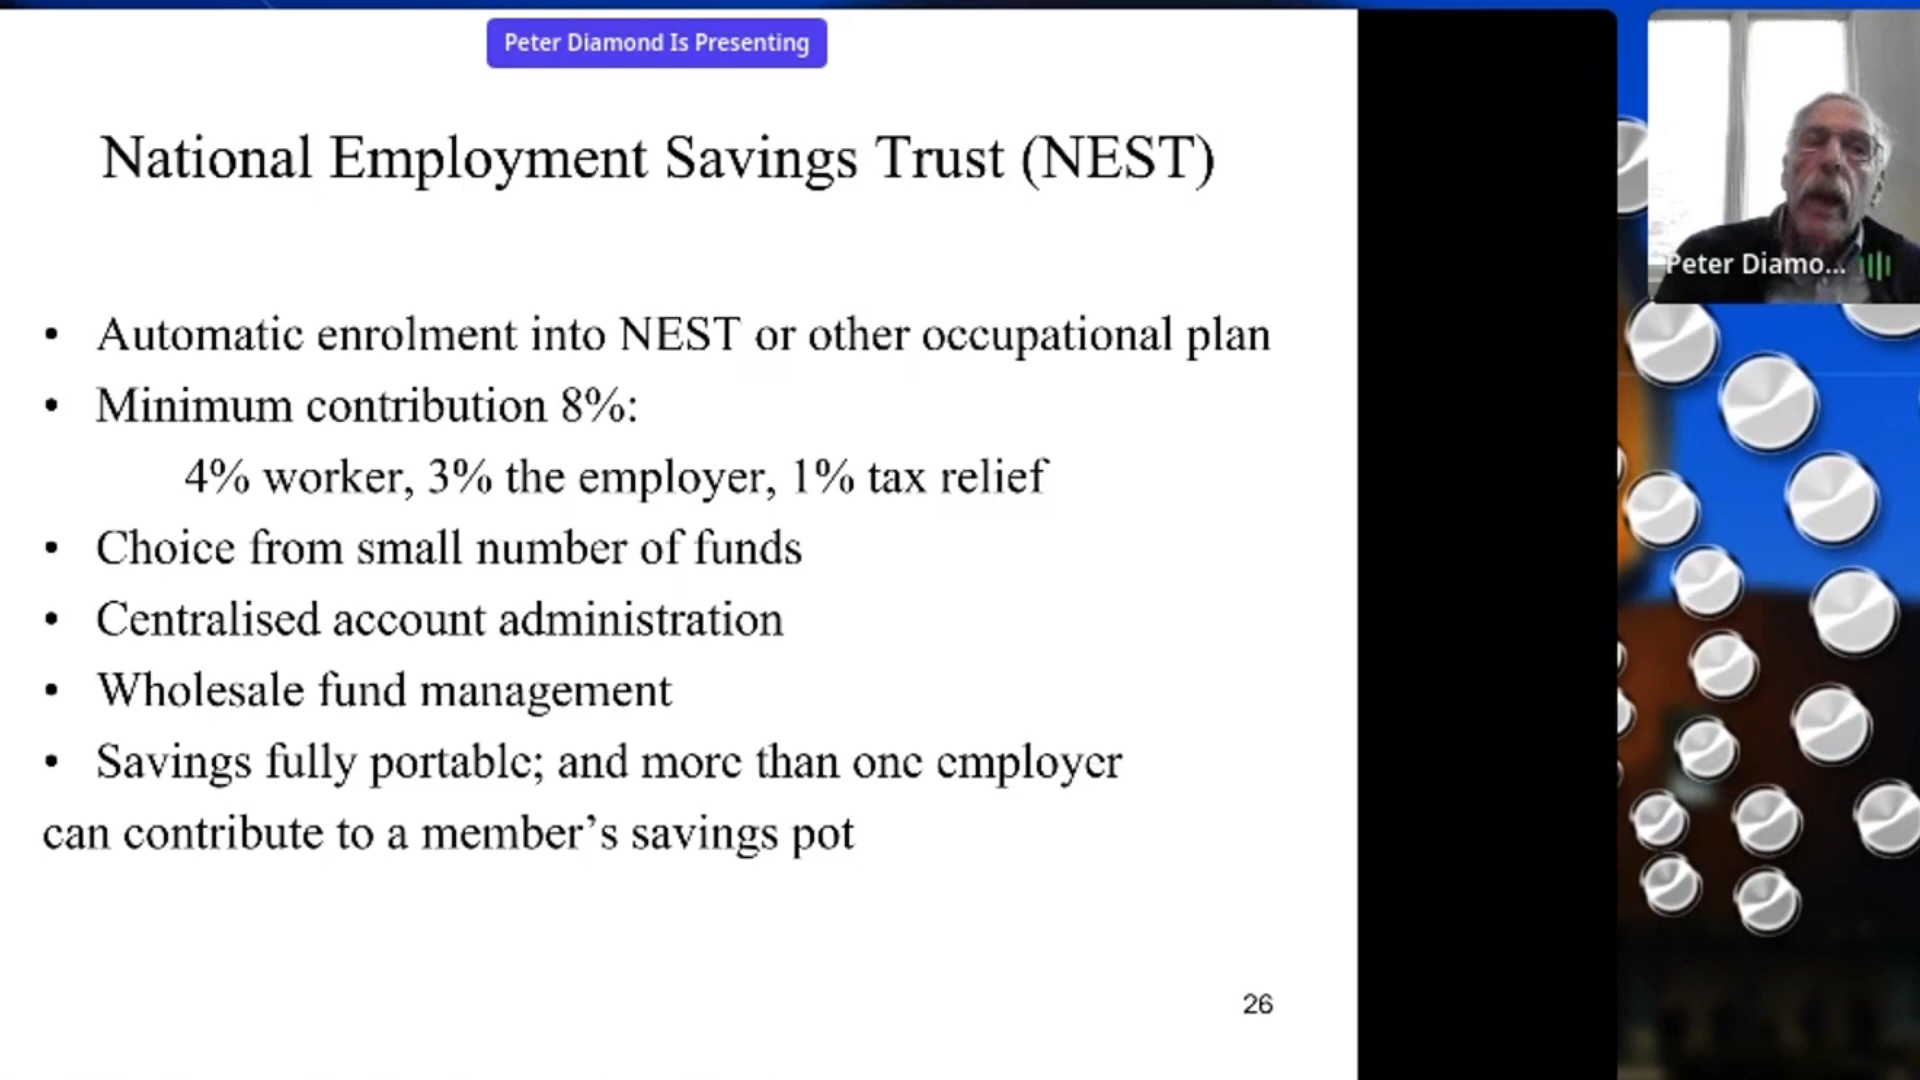 Peter Diamond Is Presenting
National Employment Savings Trust (NEST)
• Automatic enrolment into NEST or other occupational plan
• Minimum contribution 8%:
4% worker, 3% the employer, 1% tax relief
• Choice from small number of funds
• Centralised account administration
• Wholesale fund management
• Savings fully portable; and more than one employer
can contribute to a member’s savings pot
26
Peter Diamo...